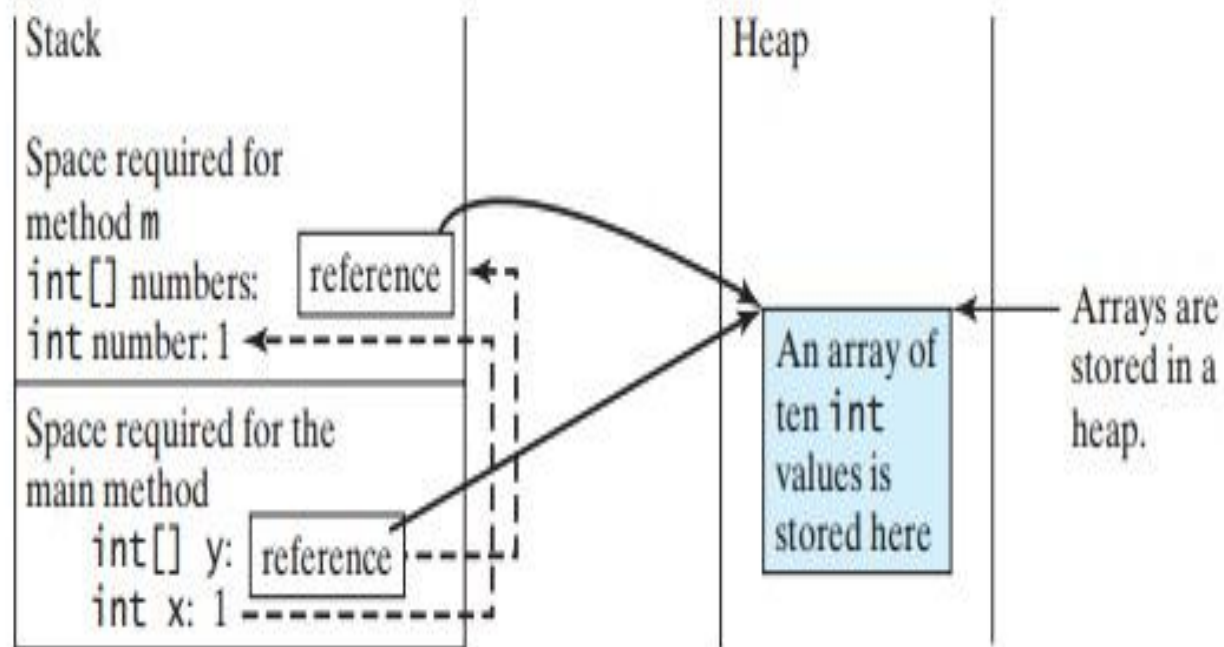 Stack
Space required for
method m
int[] numbers:
reference
int number: 1
Space required for the
main method
int[] y:
reference
int x: 1
Heap
An array of
ten int
values is
stored here
Arrays are
stored in a
heap.